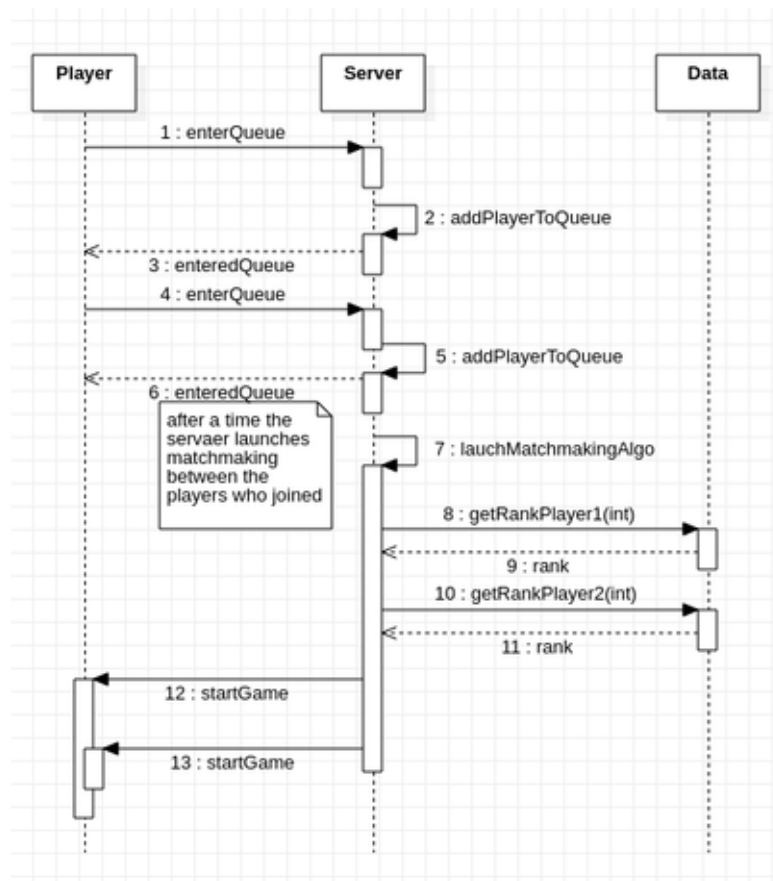 Player
Server
Data
1 : enterQueue
2 : addPlayerToQueue
3 : enteredQueue
4 : enterQueue
5 : addPlayerToQueue
6 : enteredQueue
after a time the
servaer launches
matchmaking
between the
players who joined
7 : lauchMatchmakingAlgo
8 : getRankPlayer1(int)
9 : rank
10 : getRankPlayer2(int)
11 : rank
12 : startGame
13 : startGame